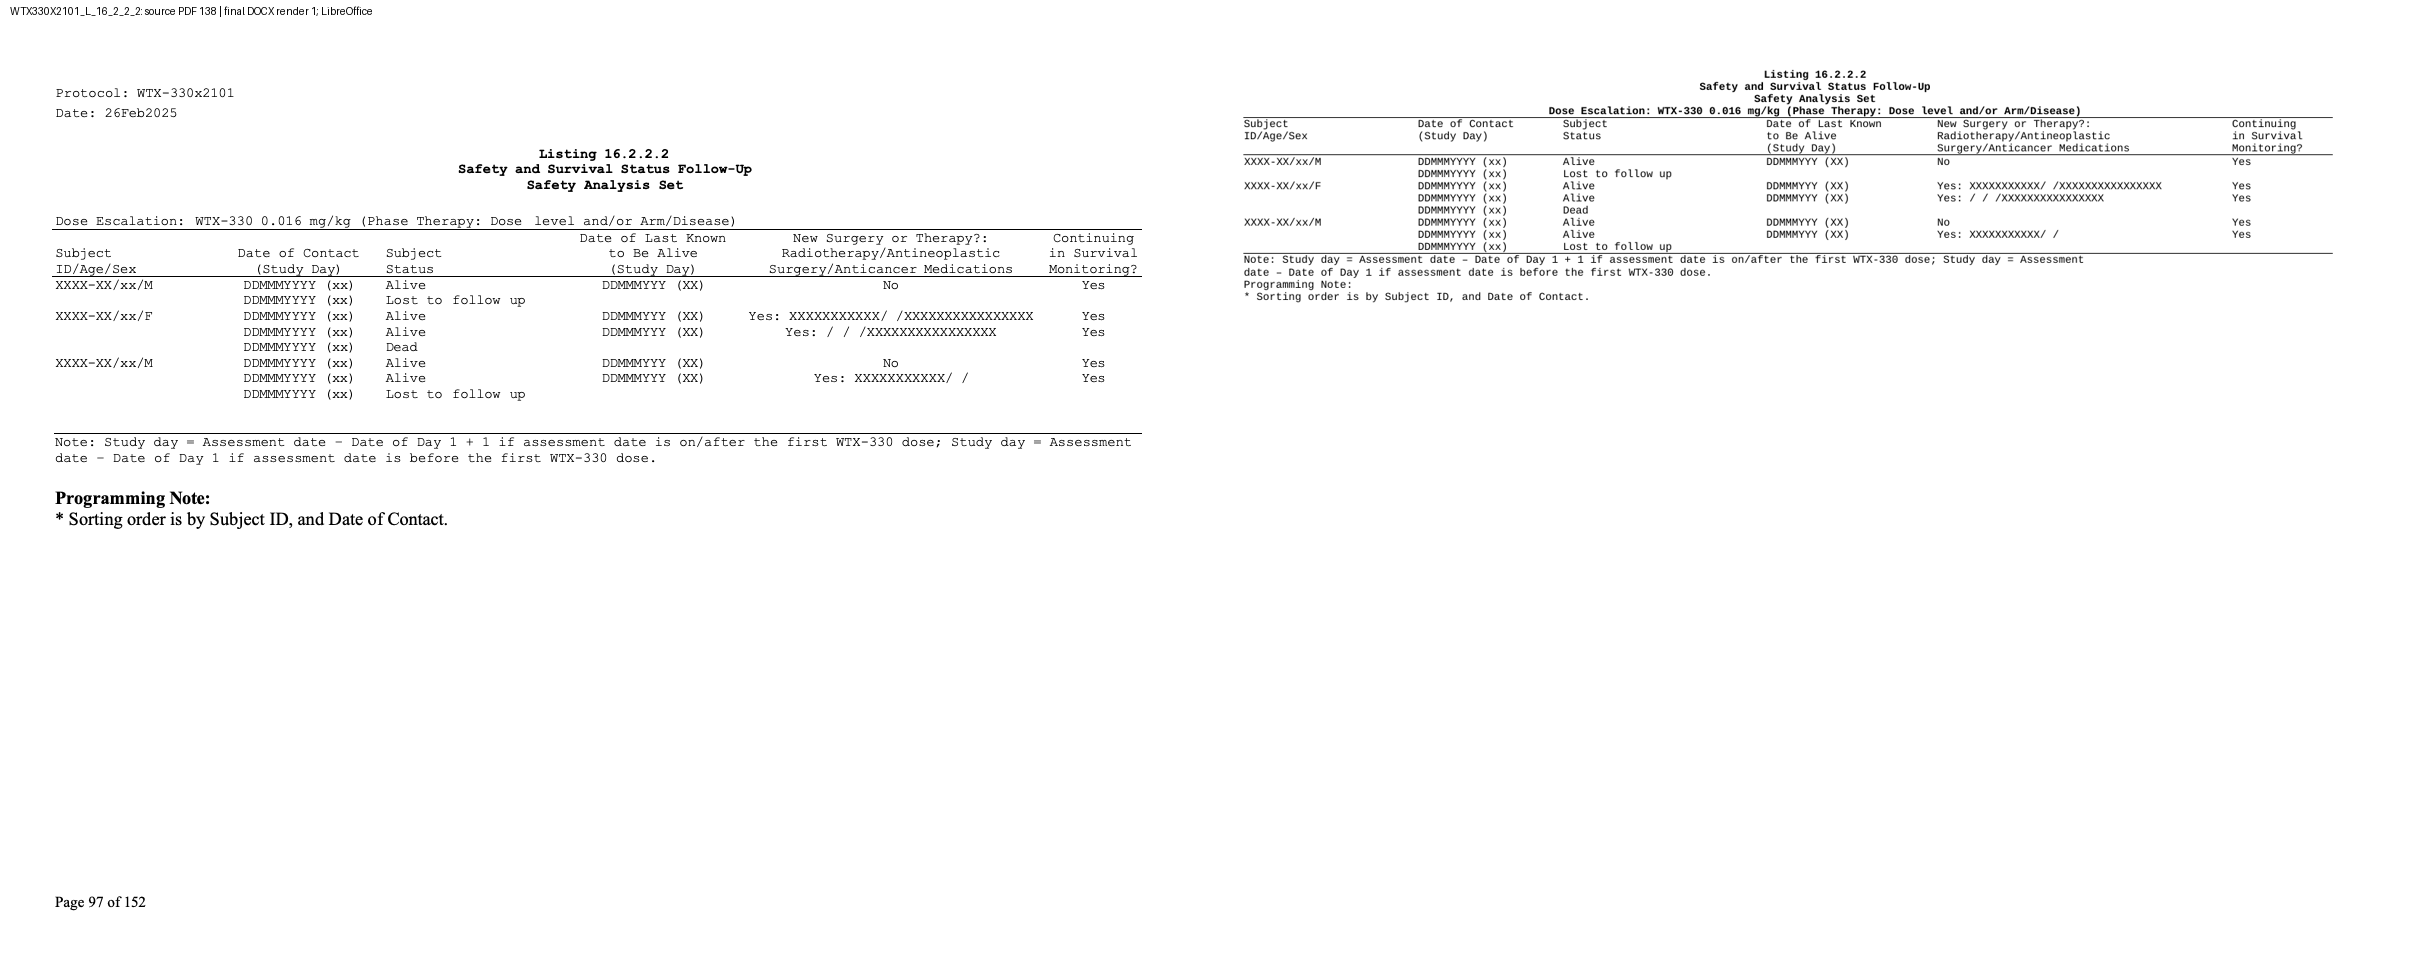 WTX330X2101_L_16_2_2_2: source PDF 138 | final DOCX render 1; LibreOffice
Protocol: WTX-330x2101
Date: 26Feb2025
Listing 16.2.2.2
Safety and Survival Status Follow-Up
Safety Analysis Set
Dose Escalation: WTX-330 0.016 mg/kg (Phase Therapy: Dose level and/or Arm/Disease)
Date of Last Known New Surgery or Therapy?: Continuing
Subject Date of Contact Subject to Be Alive Radiotherapy/Antineoplastic in Survival
ID/Age/Sex (Study Day) Status (Study Day) Surgery/Anticancer Medications Monitoring?
XXXX-XX/xx/M DDMMMYYYY (xx) Alive DDMMMYYY (XX) No Yes
DDMMMYYYY (xx) Lost to follow up
XXXX-XX/xx/F DDMMMYYYY (xx) Alive DDMMMYYY (XX) Yes: XXXXXXXXXXX/ /XXXXXXXXXXXXXXXX Yes
DDMMMYYYY (xx) Alive DDMMMYYY (XX) Yes: / / /XXXXXXXXXXXXXXXX Yes
DDMMMYYYY (xx) Dead
XXXX-XX/xx/M DDMMMYYYY (xx) Alive DDMMMYYY (XX) No Yes
DDMMMYYYY (xx) Alive DDMMMYYY (XX) Yes: XXXXXXXXXXX/ / Yes
DDMMMYYYY (xx) Lost to follow up
Note: Study day = Assessment date – Date of Day 1 + 1 if assessment date is on/after the first WTX-330 dose; Study day = Assessment
date – Date of Day 1 if assessment date is before the first WTX-330 dose.
Programming Note:
* Sorting order is by Subject ID, and Date of Contact.
Page 97 of 152
Listing 16.2.2.2
Safety and Survival Status Follow-Up
Safety Analysis Set
Dose Escalation: WTX-330 0.016 mg/kg (Phase Therapy: Dose level and/or Arm/Disease)
Subject Date of Contact Subject Date of Last Known New Surgery or Therapy?: Continuing
ID/Age/Sex (Study Day) Status to Be Alive Radiotherapy/Antineoplastic in Survival
(Study Day) Surgery/Anticancer Medications Monitoring?
XXXX-XX/xx/M DDMMMYYYY (xx) Alive DDMMMYYY (XX) No Yes
DDMMMYYYY (xx) Lost to follow up
XXXX-XX/xx/F DDMMMYYYY (xx) Alive DDMMMYYY (XX) Yes: XXXXXXXXXXX/ /XXXXXXXXXXXXXXXX Yes
DDMMMYYYY (xx) Alive DDMMMYYY (XX) Yes: / / /XXXXXXXXXXXXXXXX Yes
DDMMMYYYY (xx) Dead
XXXX-XX/xx/M DDMMMYYYY (xx) Alive DDMMMYYY (XX) No Yes
DDMMMYYYY (xx) Alive DDMMMYYY (XX) Yes: XXXXXXXXXXX/ / Yes
DDMMMYYYY (xx) Lost to follow up
Note: Study day = Assessment date – Date of Day 1 + 1 if assessment date is on/after the first WTX-330 dose; Study day = Assessment
date – Date of Day 1 if assessment date is before the first WTX-330 dose.
Programming Note:
* Sorting order is by Subject ID, and Date of Contact.